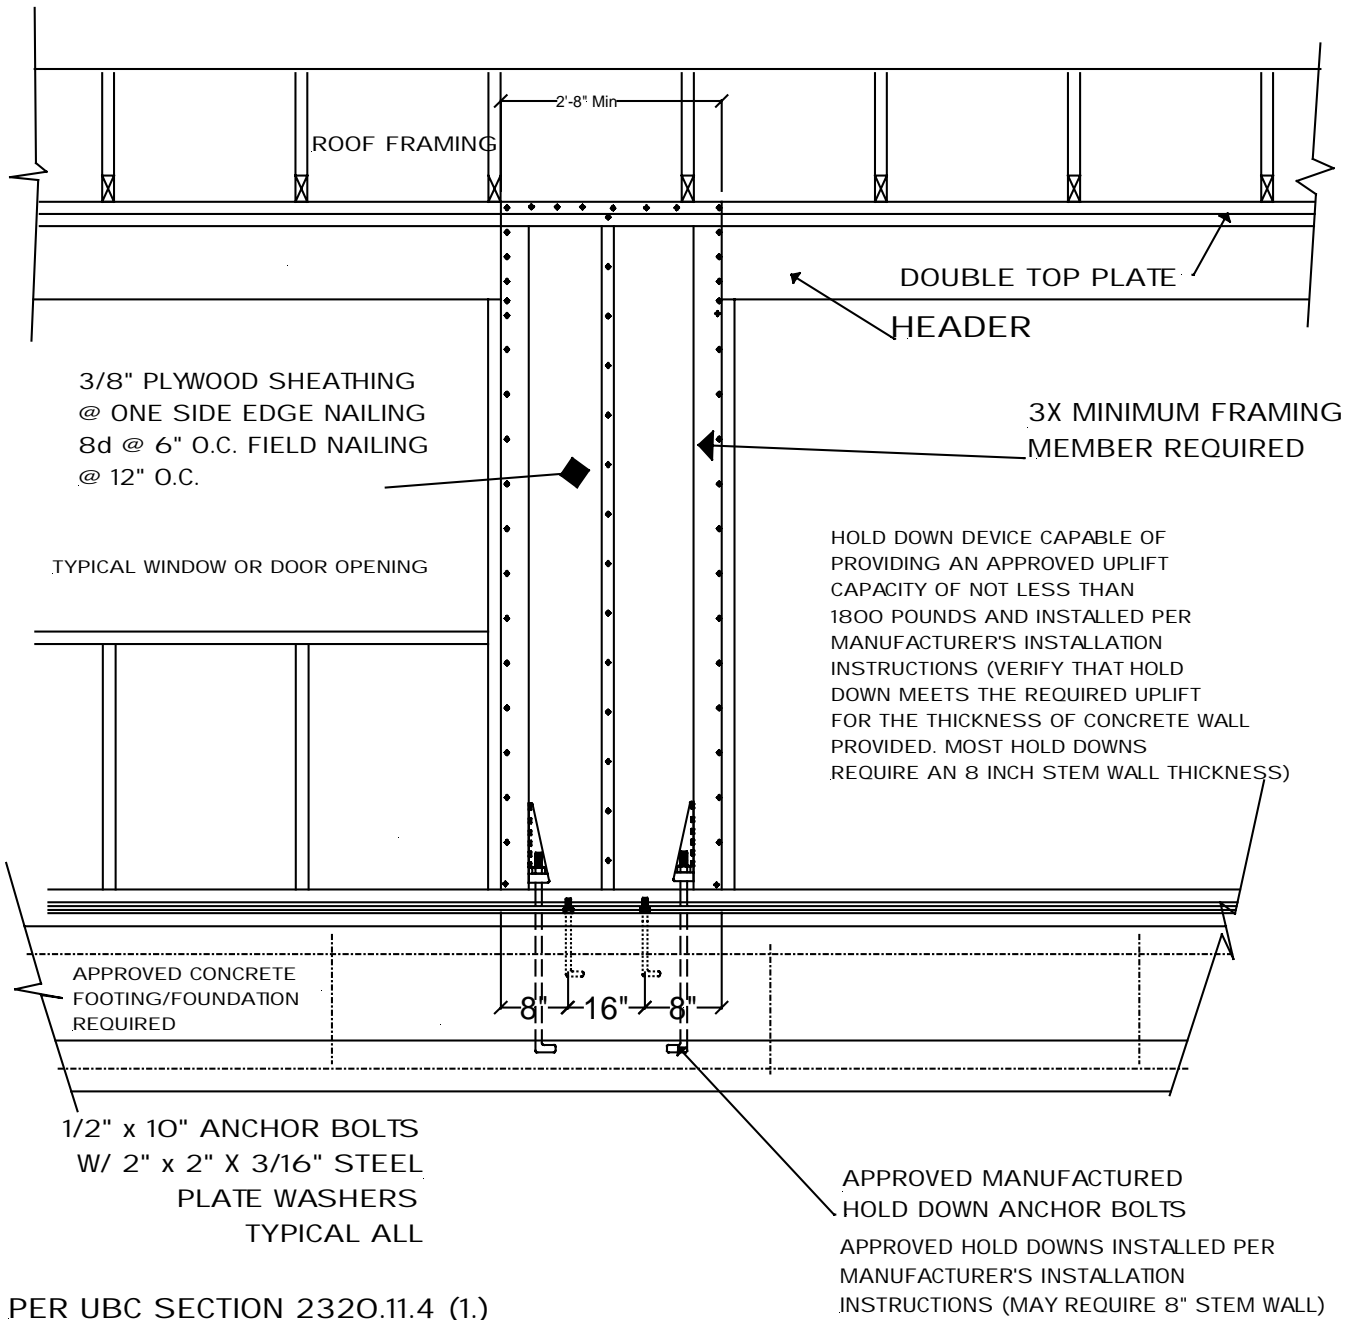 2'-8" Min
ROOF FRAMING
DOUBLE TOP PLATE
HEADER
3/8" PLYWOOD SHEATHING
@ ONE SIDE EDGE NAILING
8d @ 6" O.C. FIELD NAILING
@ 12" O.C.
3X MINIMUM FRAMING
MEMBER REQUIRED
TYPICAL WINDOW OR DOOR OPENING
HOLD DOWN DEVICE CAPABLE OF
PROVIDING AN APPROVED UPLIFT
CAPACITY OF NOT LESS THAN
1800 POUNDS AND INSTALLED PER
MANUFACTURER'S INSTALLATION
INSTRUCTIONS (VERIFY THAT HOLD
DOWN MEETS THE REQUIRED UPLIFT
FOR THE THICKNESS OF CONCRETE WALL
PROVIDED. MOST HOLD DOWNS
REQUIRE AN 8 INCH STEM WALL THICKNESS)
APPROVED CONCRETE
FOOTING/FOUNDATION
REQUIRED
8" 16" 8"
1/2" x 10" ANCHOR BOLTS
W/ 2" x 2" X 3/16" STEEL
PLATE WASHERS
TYPICAL ALL
APPROVED MANUFACTURED
HOLD DOWN ANCHOR BOLTS
APPROVED HOLD DOWNS INSTALLED PER
MANUFACTURER'S INSTALLATION
INSTRUCTIONS (MAY REQUIRE 8" STEM WALL)
PER UBC SECTION 2320.11.4 (1.)